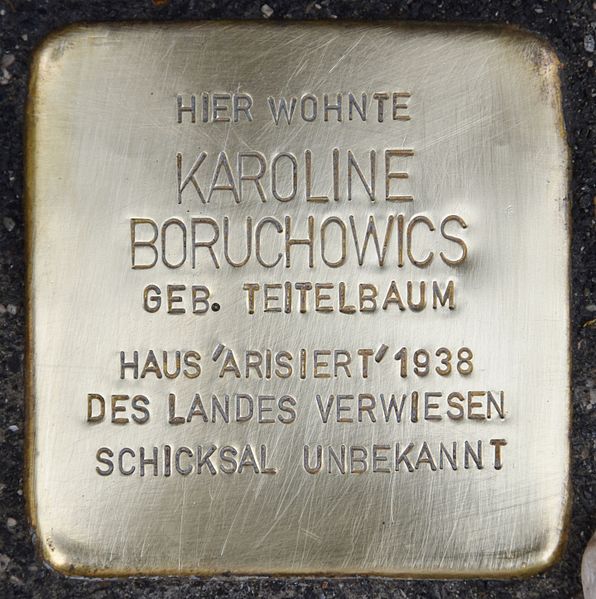 HIER WOHNTE
KAROLINE
BORUCHOWICS
GEB. TEITELBAUM
HAUS 'ARISIERT' 1938
DES LANDES VERWIESEN
SCHICKSAL UNBEKANNT